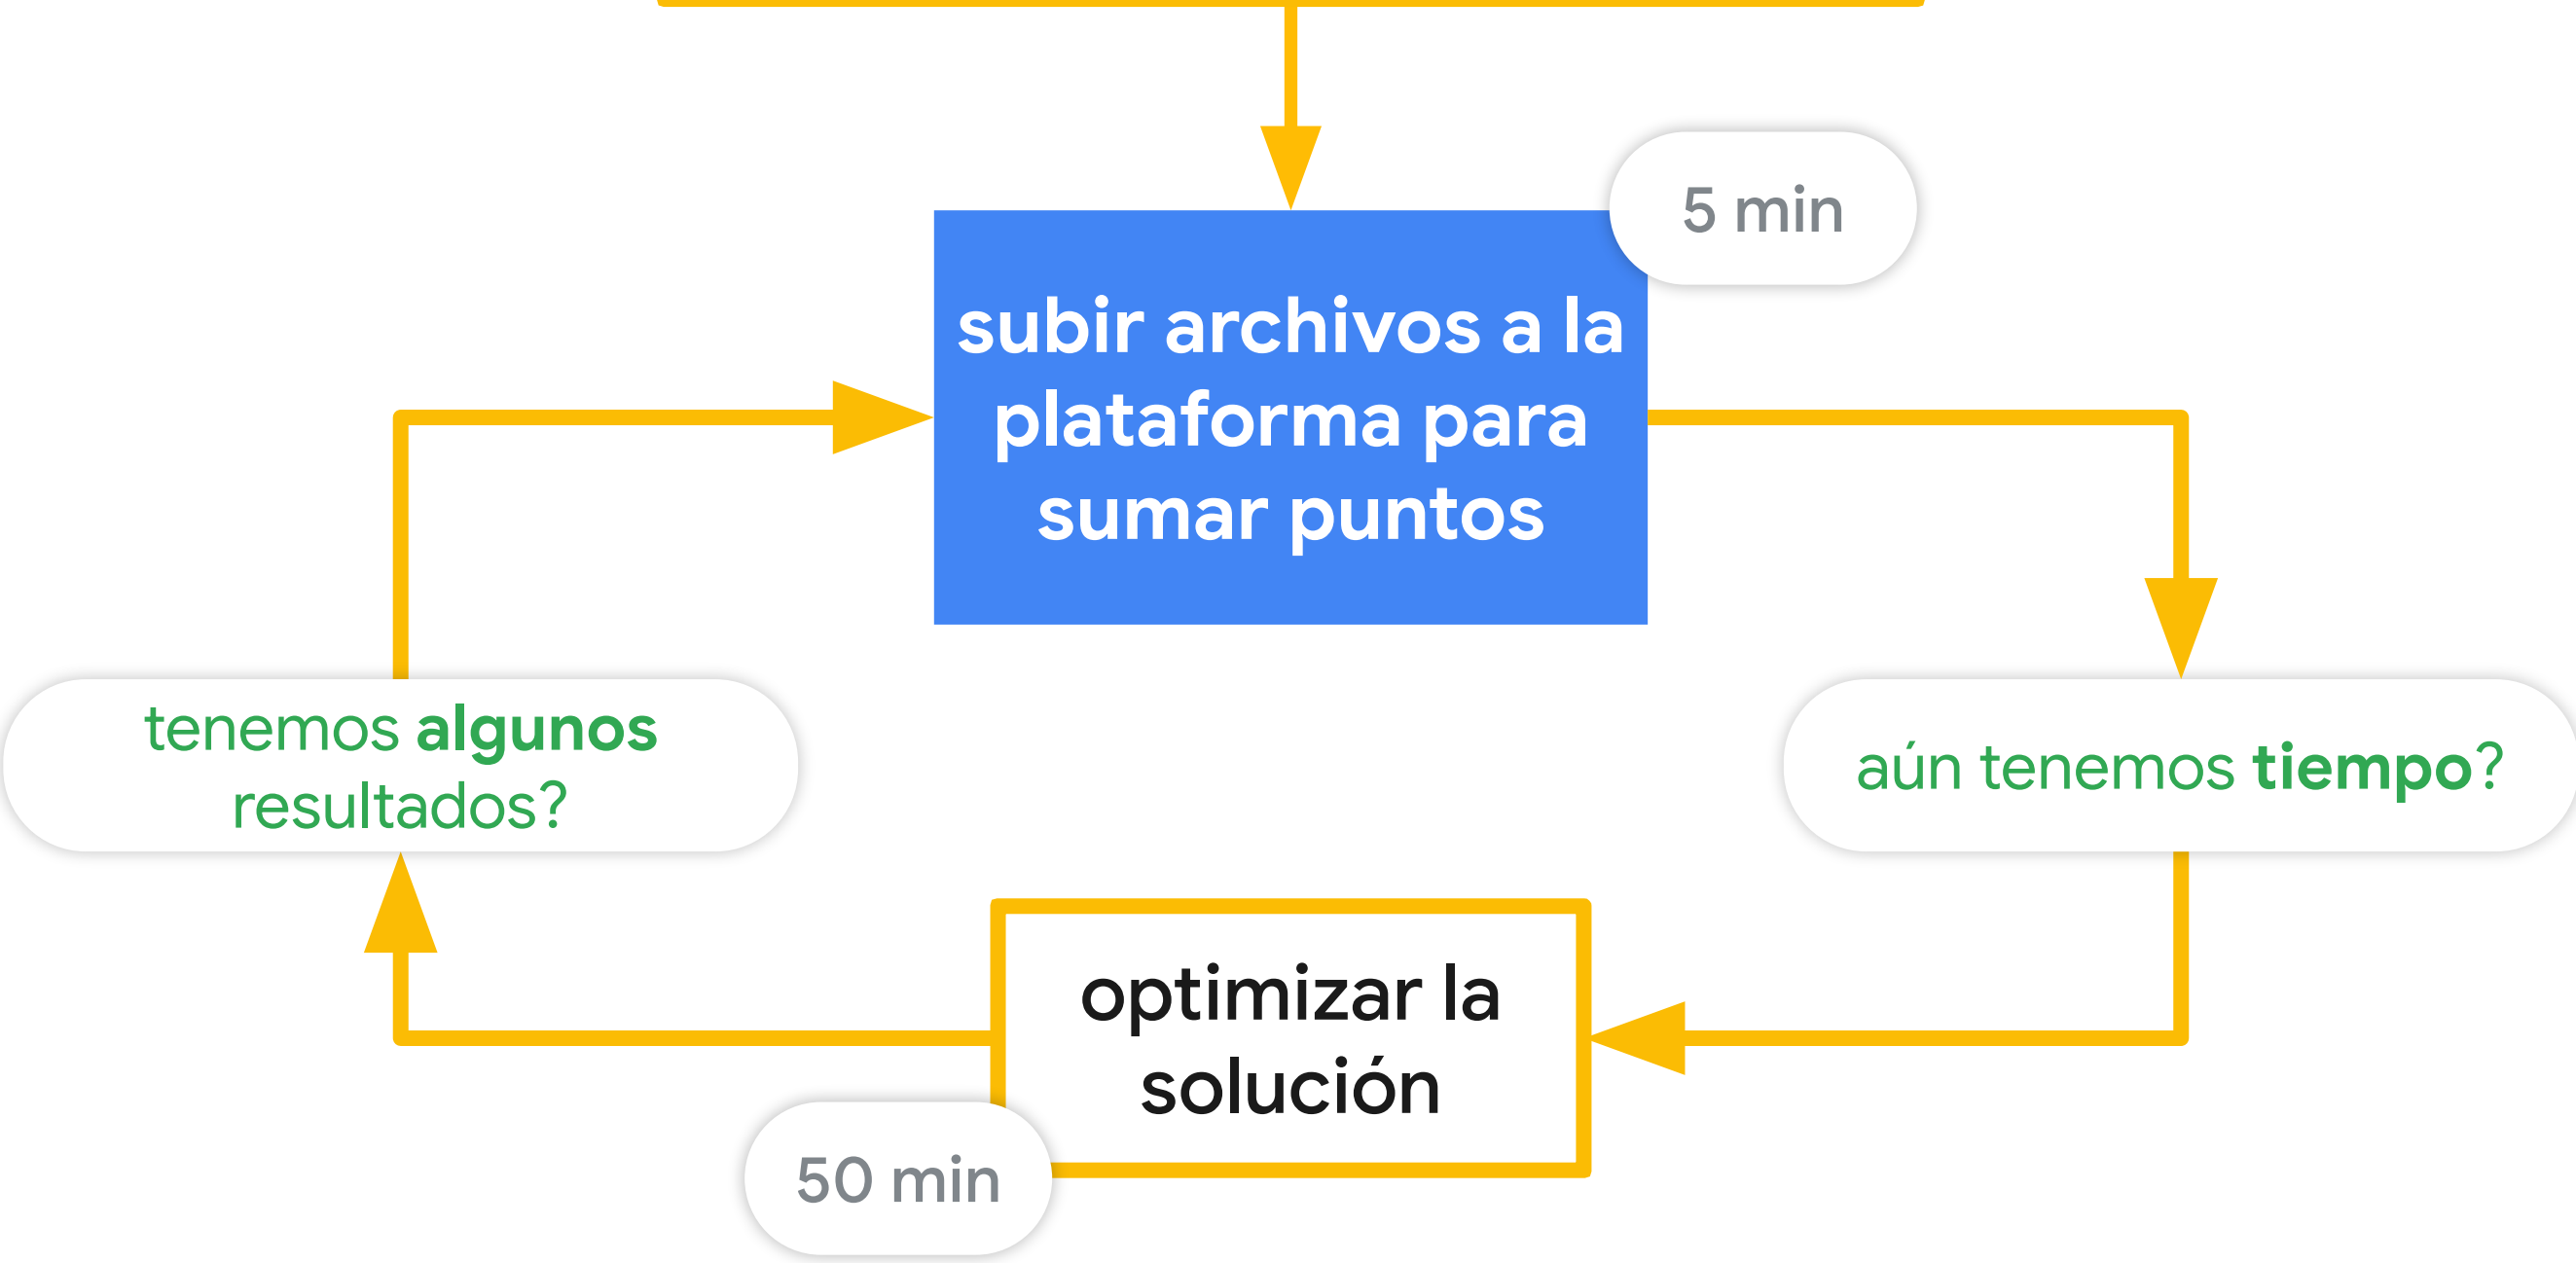 5 min
subir archivos a la
plataforma para
sumar puntos
tenemos algunos
resultados?
aún tenemos tiempo?
optimizar la
solución
50 min